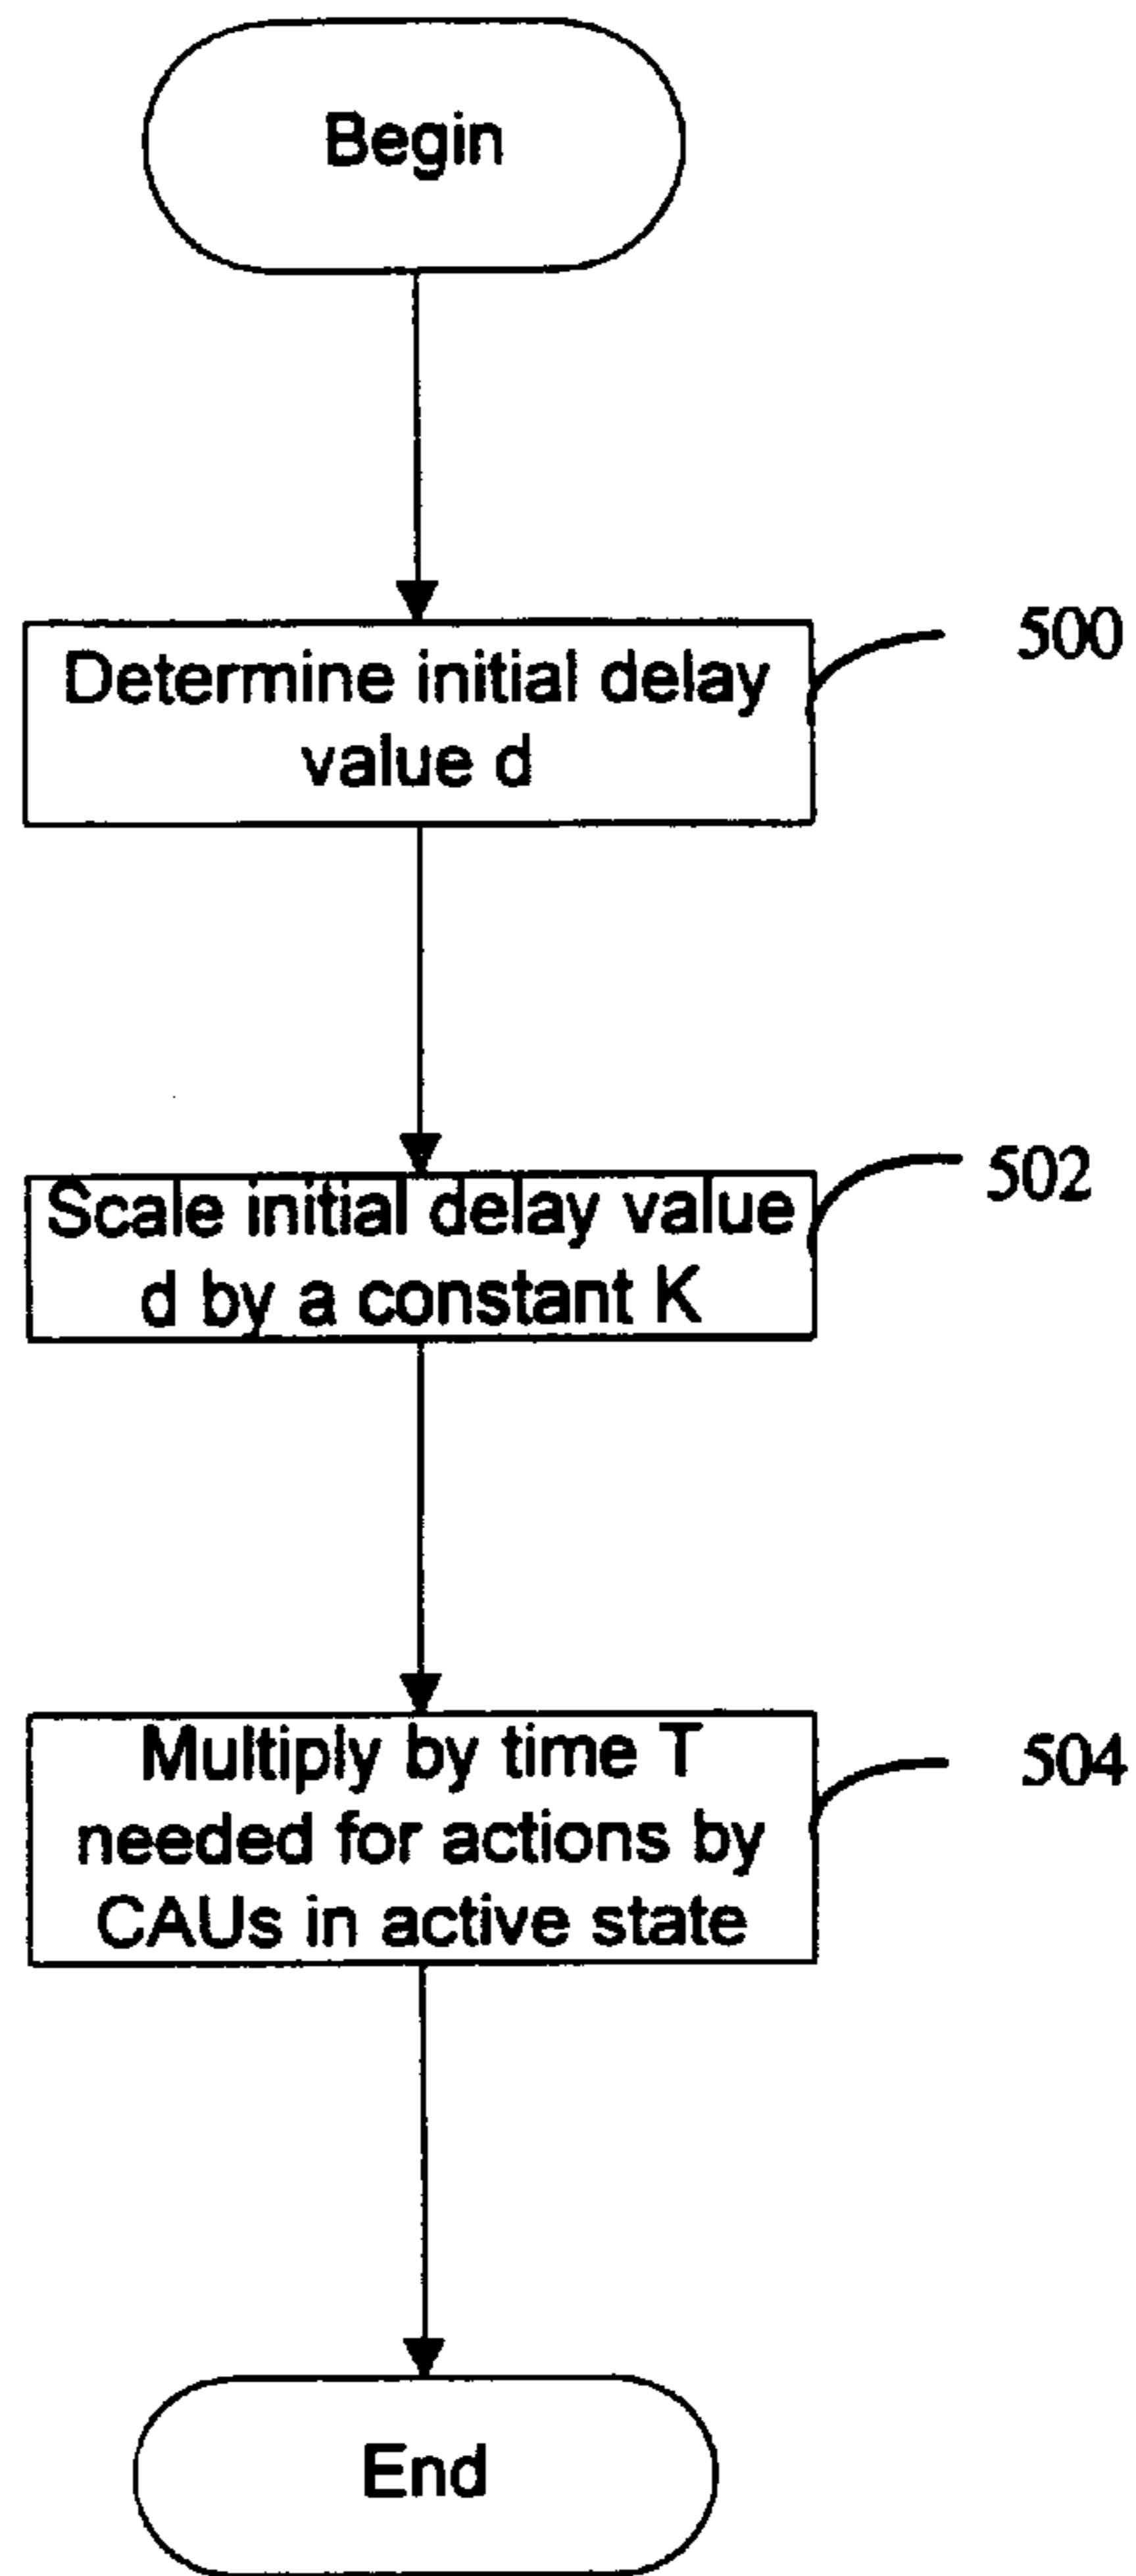 Begin
Determine initial delay
value d
500
Scale initial delay value
d by a constant K
502
Multiply by time T
needed for actions by
CAUs in active state
504
End